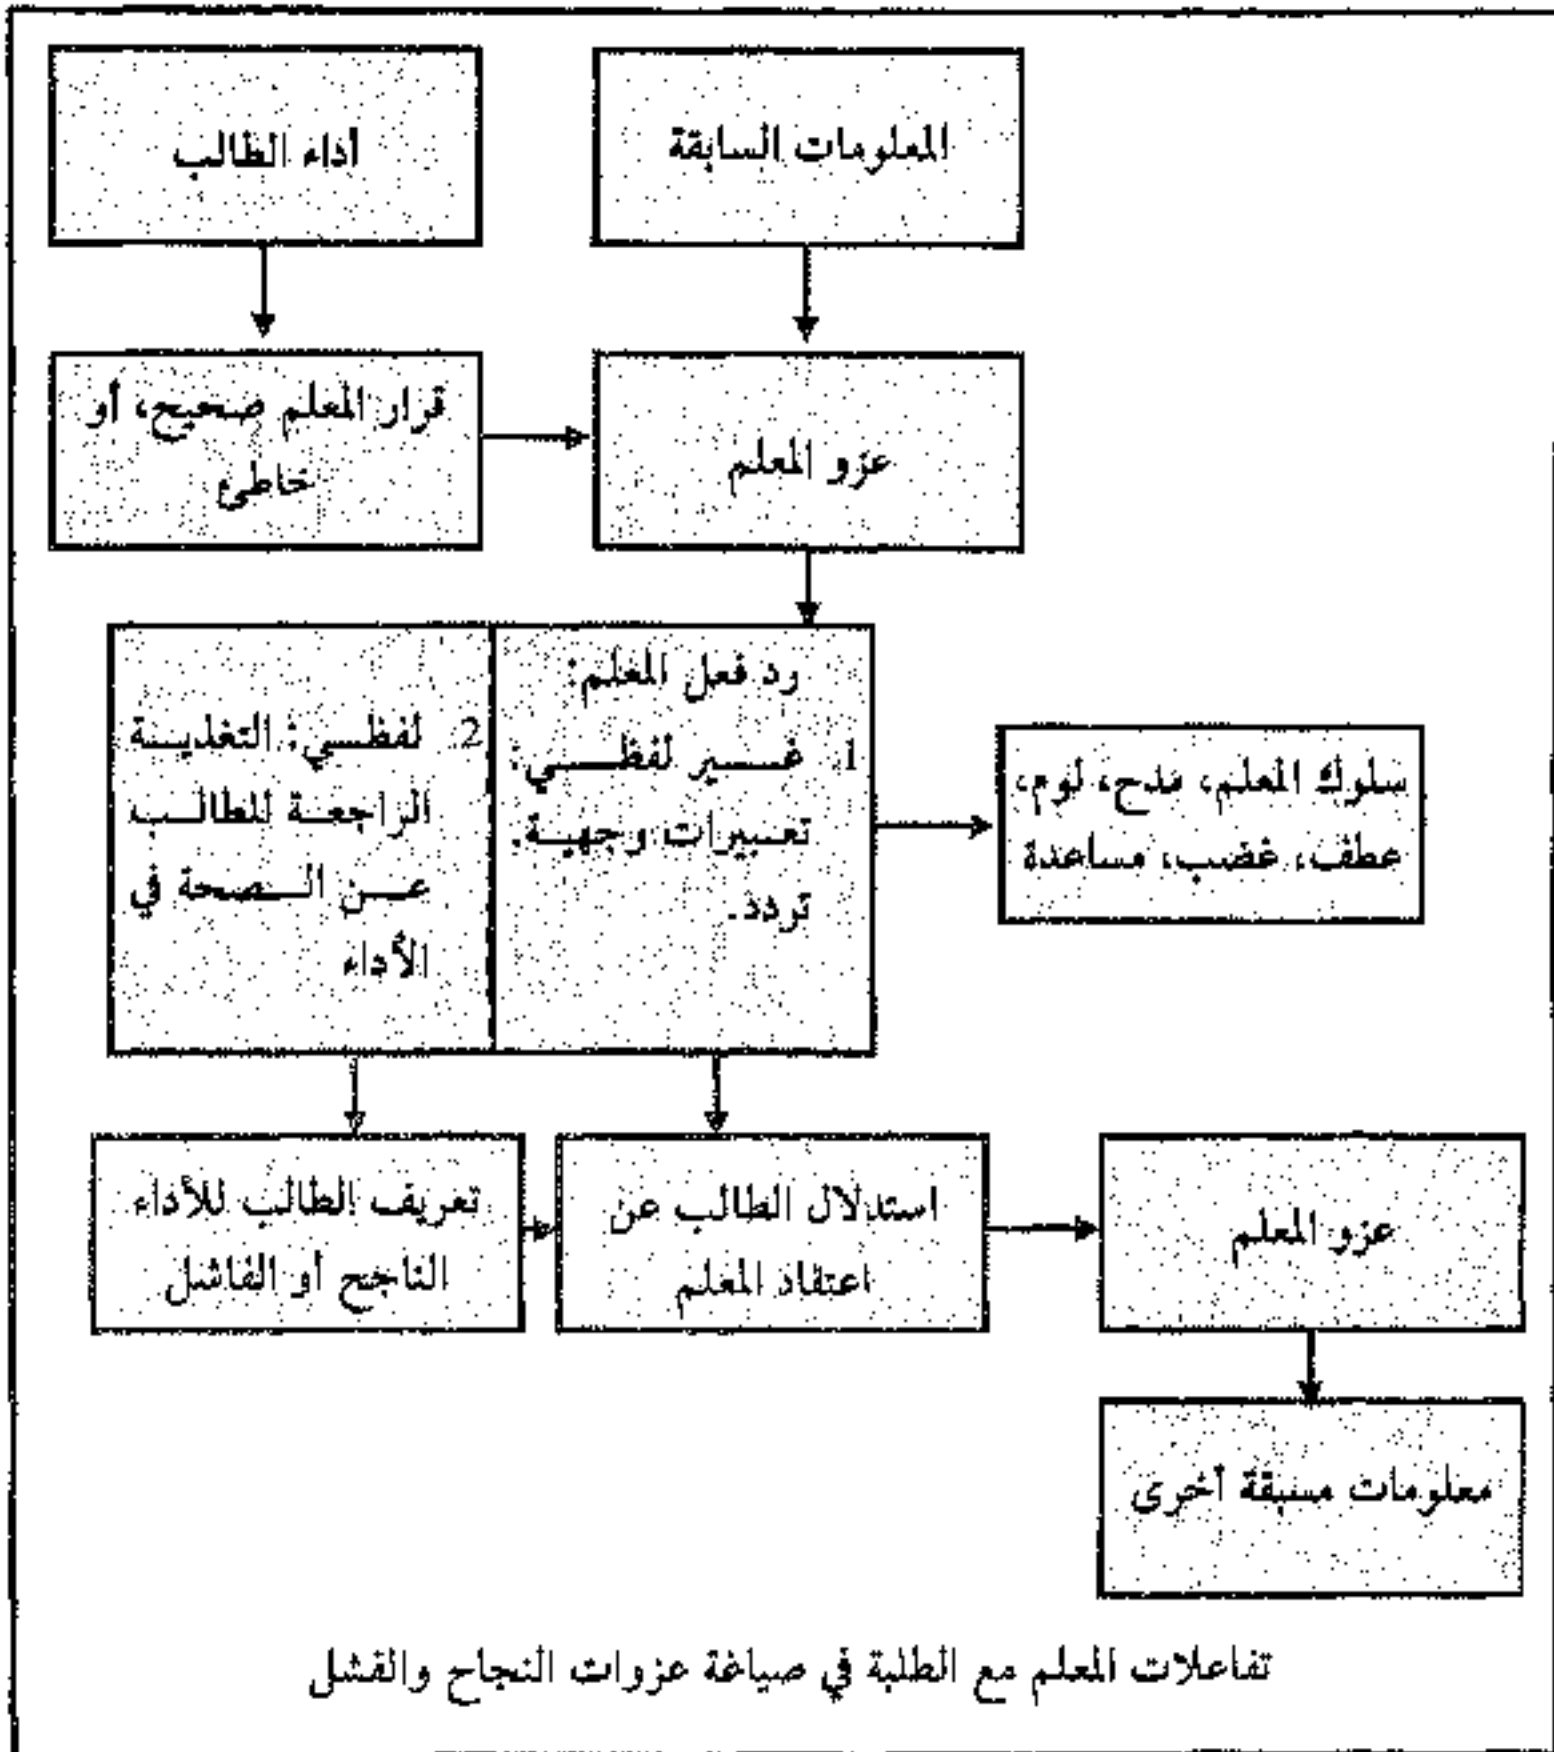 المعلومات السابقة
أداء الطالب
قرار المعلم صحيح، أو
خاطئ
عزو المعلم
رد فعل المعلم:
1. غير لفظي:
تعبيرات وجهية.
تردد.
2. لفظي: التغذية
الراجعة للطالب
عن الصحة في
الأداء
سلوك المعلم، مدح، لوم،
عطف، غضب، مساعدة
تعريف الطالب للأداء
الناجح أو الفاشل
استدلال الطالب عن
اعتقاد المعلم
عزو المعلم
معلومات مسبقة أخرى
تفاعلات المعلم مع الطلبة في صياغة عزوات النجاح والفشل